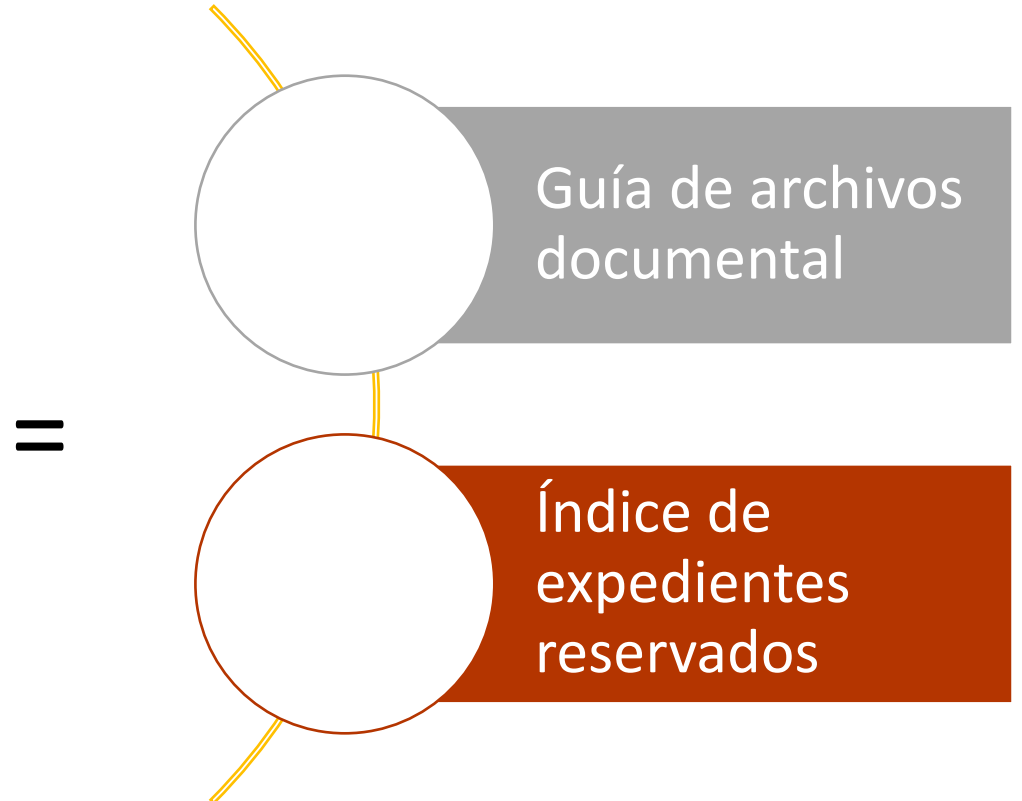 Guía de archivos
documental
=
Índice de
expedientes
reservados